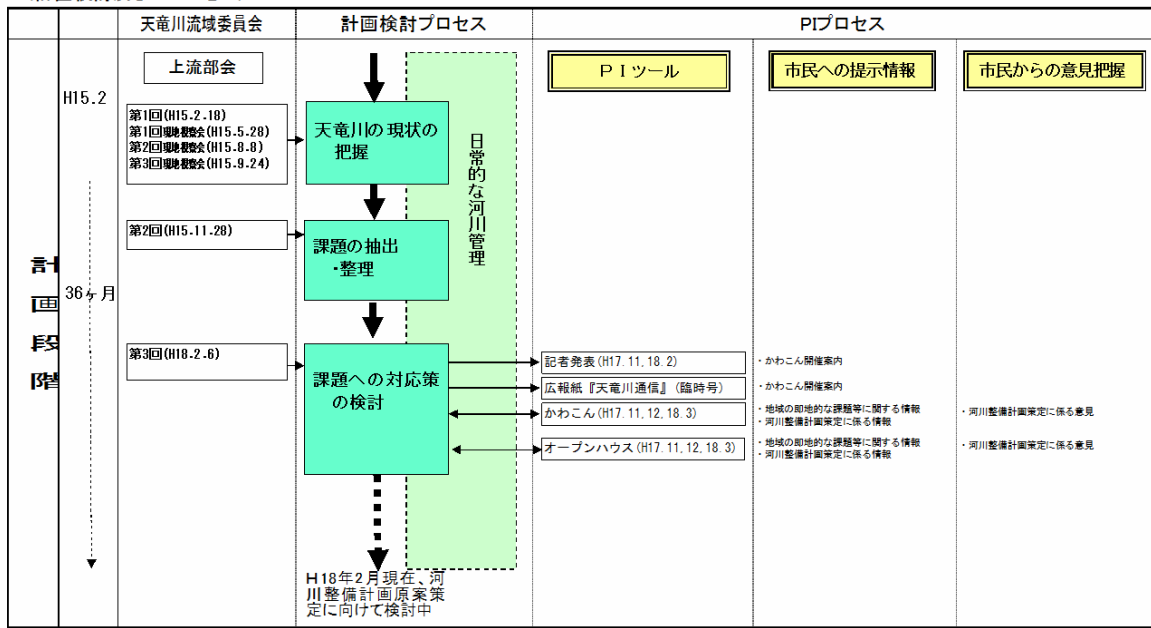 天竜川流域委員会
計画検討プロセス
PIプロセス
上流部会
PIツール
市民への提示情報
市民からの意見把握
計画段階
H15.2
36ヶ月
第1回(H15.2.18)
第1回現地視察会(H15.5.28)
第2回現地視察会(H15.8.8)
第3回現地視察会(H15.9.24)
天竜川の現状の
把握
日常的な河川管理
第2回(H15.11.28)
課題の抽出
・整理
第3回(H18.2.6)
課題への対応策
の検討
記者発表(H17.11,18.2)
・かわこん開催案内
広報紙『天竜川通信』(臨時号)
・かわこん開催案内
かわこん(H17.11,12,18.3)
・地域の即地的な課題等に関する情報
・河川整備計画策定に係る情報
・河川整備計画策定に係る意見
オープンハウス(H17.11,12,18.3)
・地域の即地的な課題等に関する情報
・河川整備計画策定に係る情報
・河川整備計画策定に係る意見
H18年2月現在、河
川整備計画原案策
定に向けて検討中